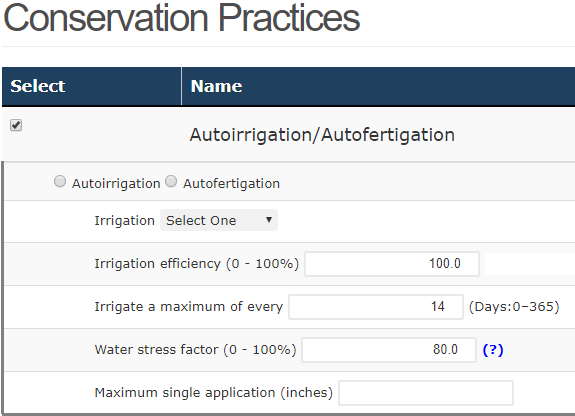 Conservation Practices
Select Name
Autoirrigation/Autofertigation
Autoirrigation Autofertigation
Irrigation Select One
Irrigation efficiency (0 - 100%) 100.0
Irrigate a maximum of every 14 (Days:0−365)
Water stress factor (0 - 100%) 80.0 (?)
Maximum single application (inches)